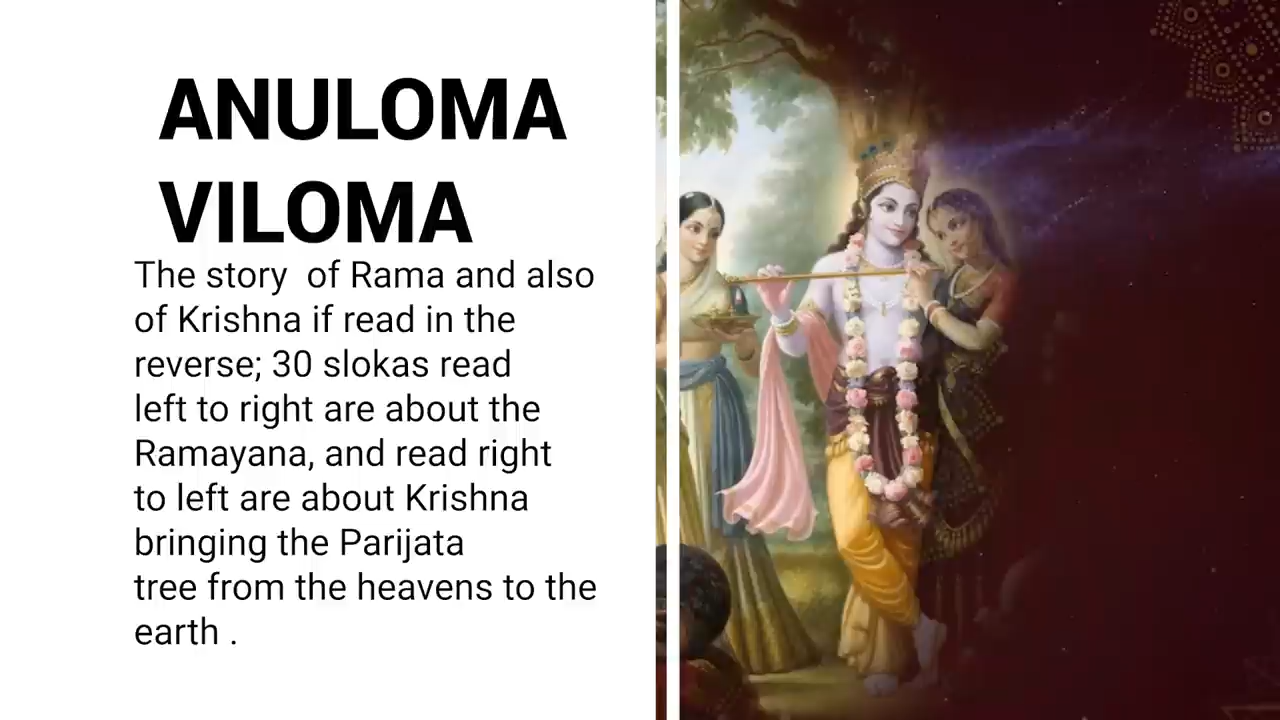 ANULOMA
VILOMA
The story  of Rama and also
of Krishna if read in the
reverse; 30 slokas read
left to right are about the
Ramayana, and read right
to left are about Krishna
bringing the Parijata
tree from the heavens to the
earth .